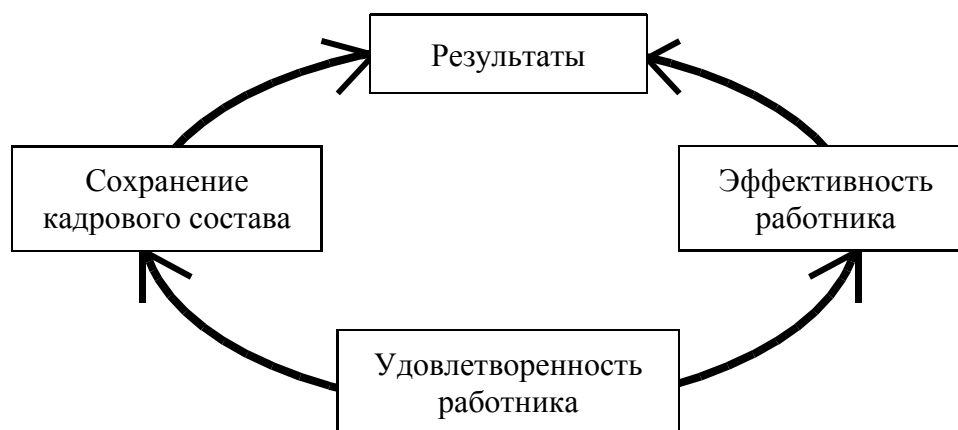 Результаты
Сохранение
кадрового состава
Эффективность
работника
Удовлетворенность
работника